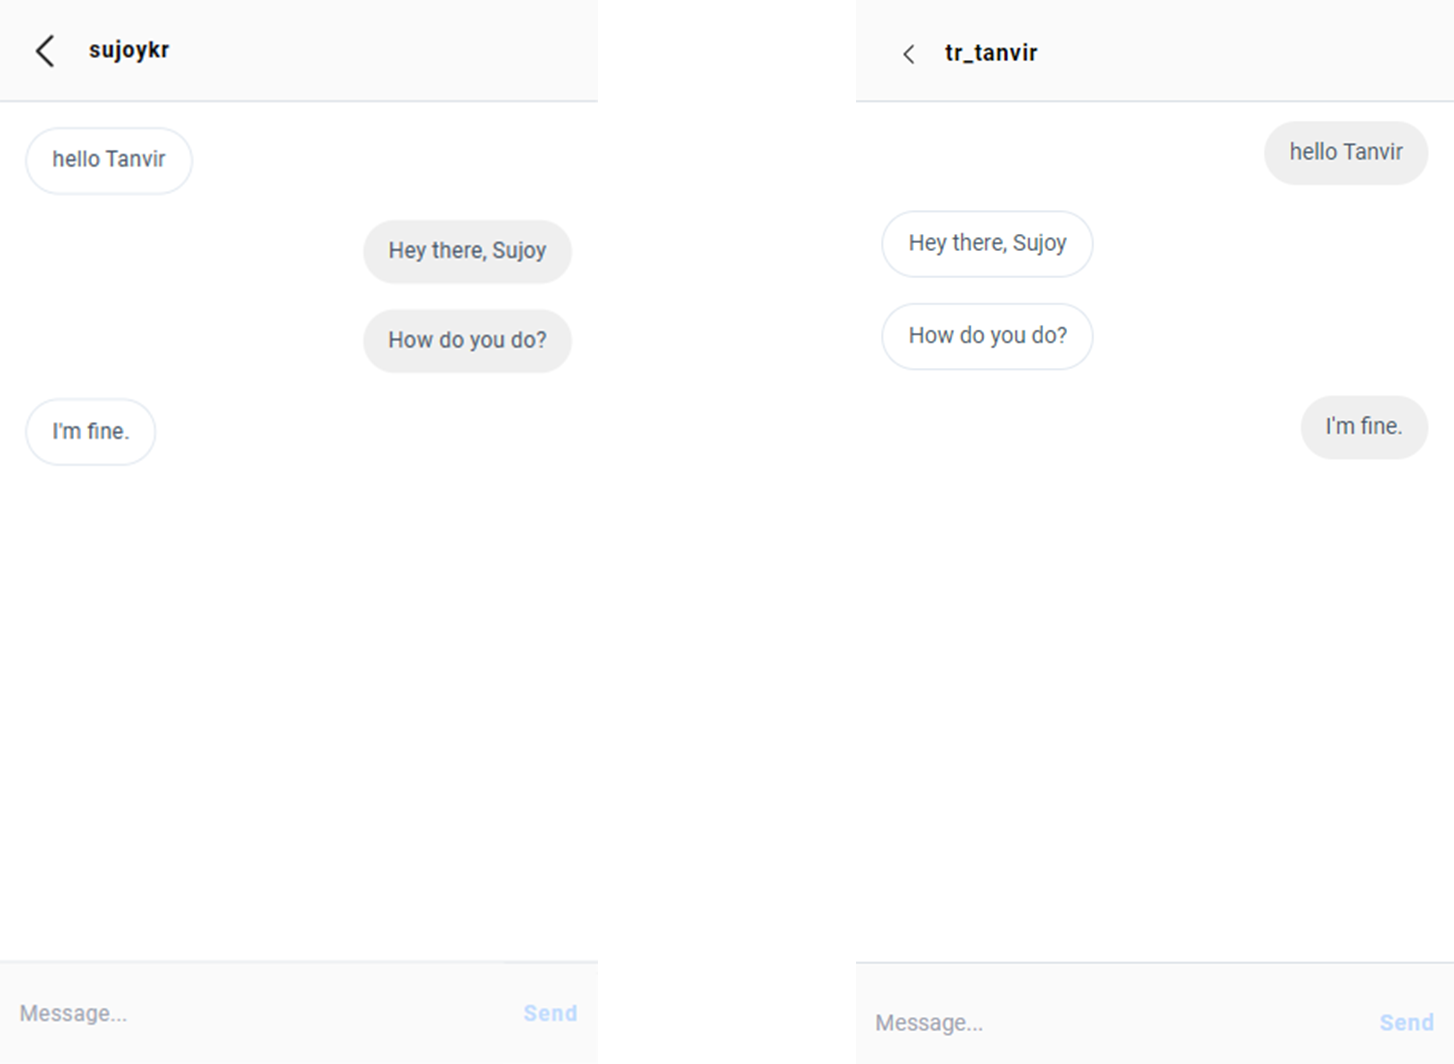 sujoykr
hello Tanvir
Hey there, Sujoy
How do you do?
I'm fine.
Message...
Send
tr_tanvir
hello Tanvir
Hey there, Sujoy
How do you do?
I'm fine.
Message...
Send